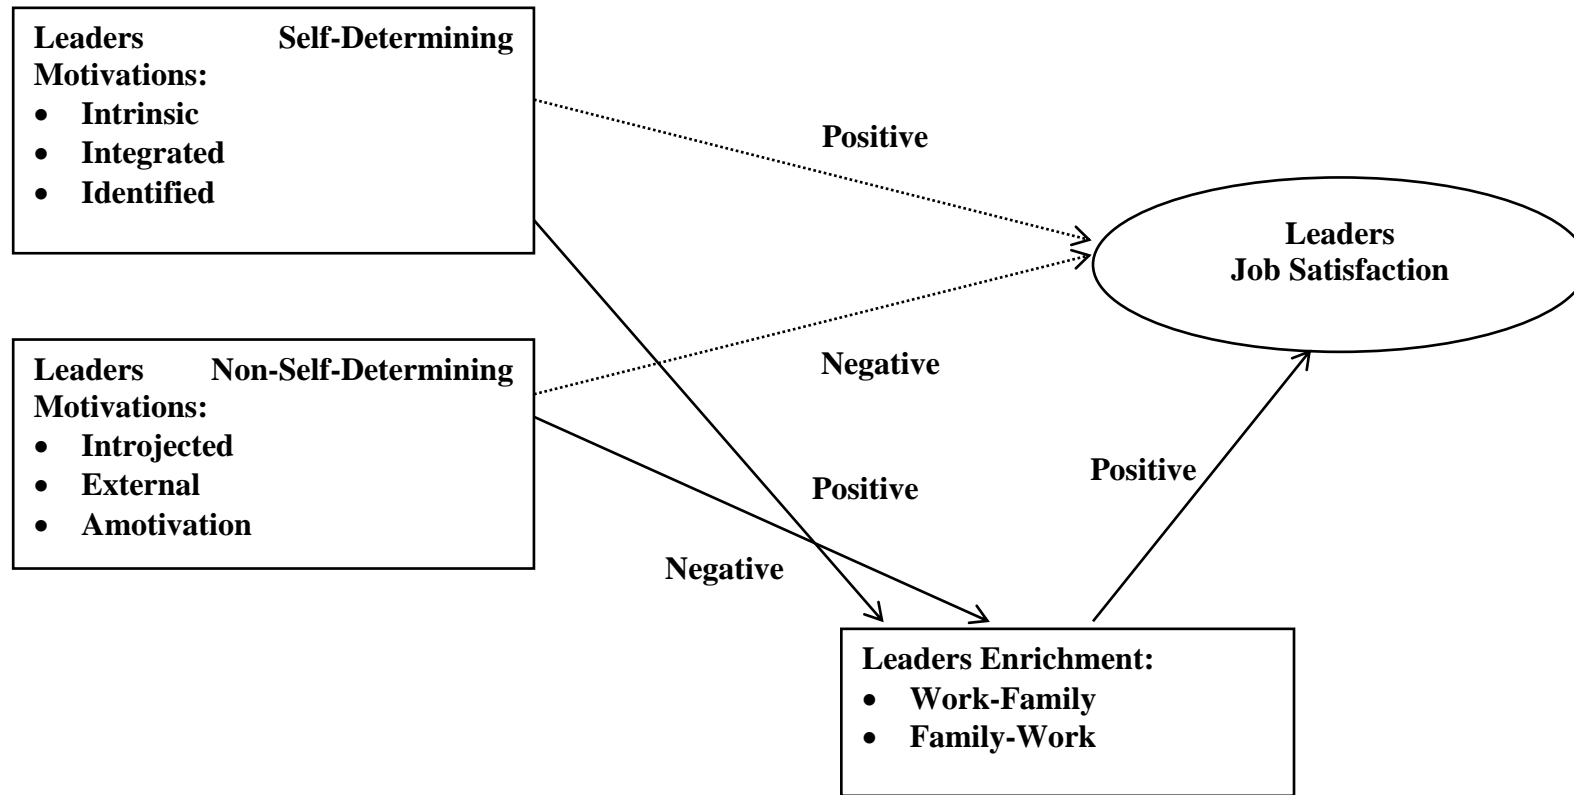 Leaders Self-Determining
Motivations:
• Intrinsic
• Integrated
• Identified
Positive
Leaders
Job Satisfaction
Leaders Non-Self-Determining
Motivations:
• Introjected
• External
• Amotivation
Negative
Positive
Positive
Negative
Leaders Enrichment:
• Work-Family
• Family-Work